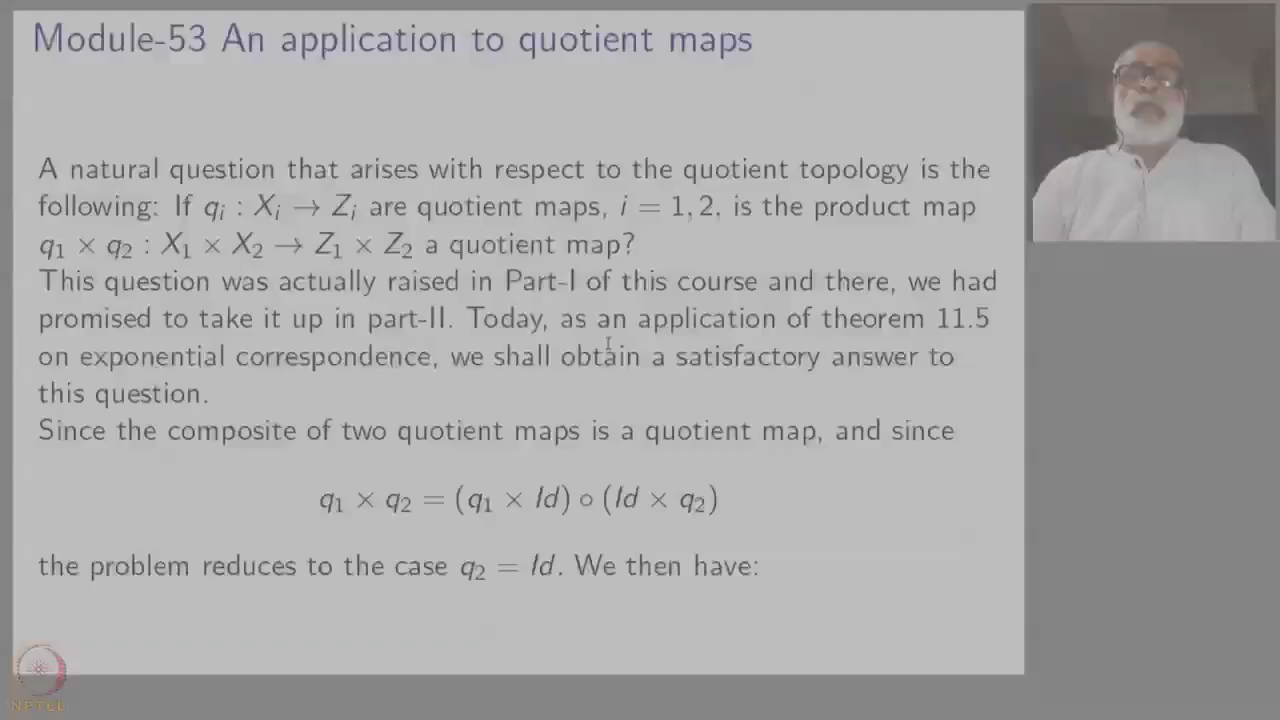 Module-53 An application to quotient maps
A natural question that arises with respect to the quotient topology is the
following: If q₁ : Xᵢ → Zᵢ are quotient maps, i = 1, 2, is the product map
q₁ × q₂ : X₁ × X₂ → Z₁ × Z₂ a quotient map?
This question was actually raised in Part-I of this course and there, we had
promised to take it up in part-II. Today, as an application of theorem 11.5
on exponential correspondence, we shall obtain a satisfactory answer to
this question.
Since the composite of two quotient maps is a quotient map, and since
q₁ × q₂ = (q₁ × Id) ∘ (Id × q₂)
the problem reduces to the case q₂ = Id. We then have:
NPTEL